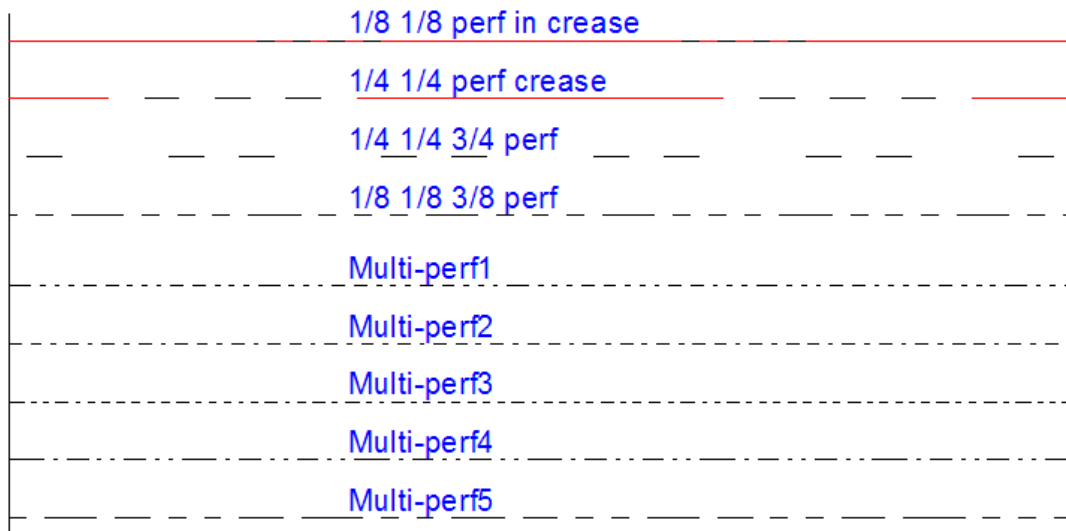 1/8 1/8 perf in crease
1/4 1/4 perf crease
1/4 1/4 3/4 perf
1/8 1/8 3/8 perf
Multi-perf1
Multi-perf2
Multi-perf3
Multi-perf4
Multi-perf5